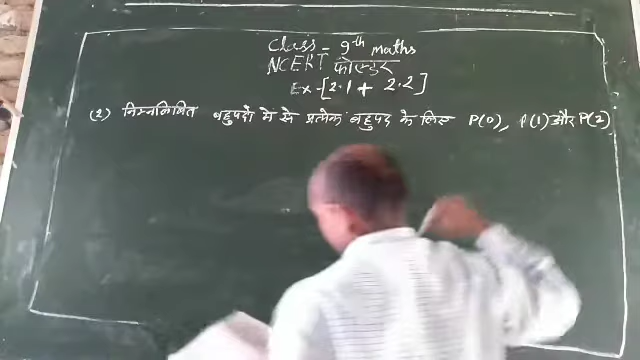 Class - 9th maths
NCERT फोल्डर
Ex - [2.1 + 2.2]
(2) निम्नलिखित बहुपदों में से प्रत्येक बहुपद के लिए P(0), P(1) और P(2)